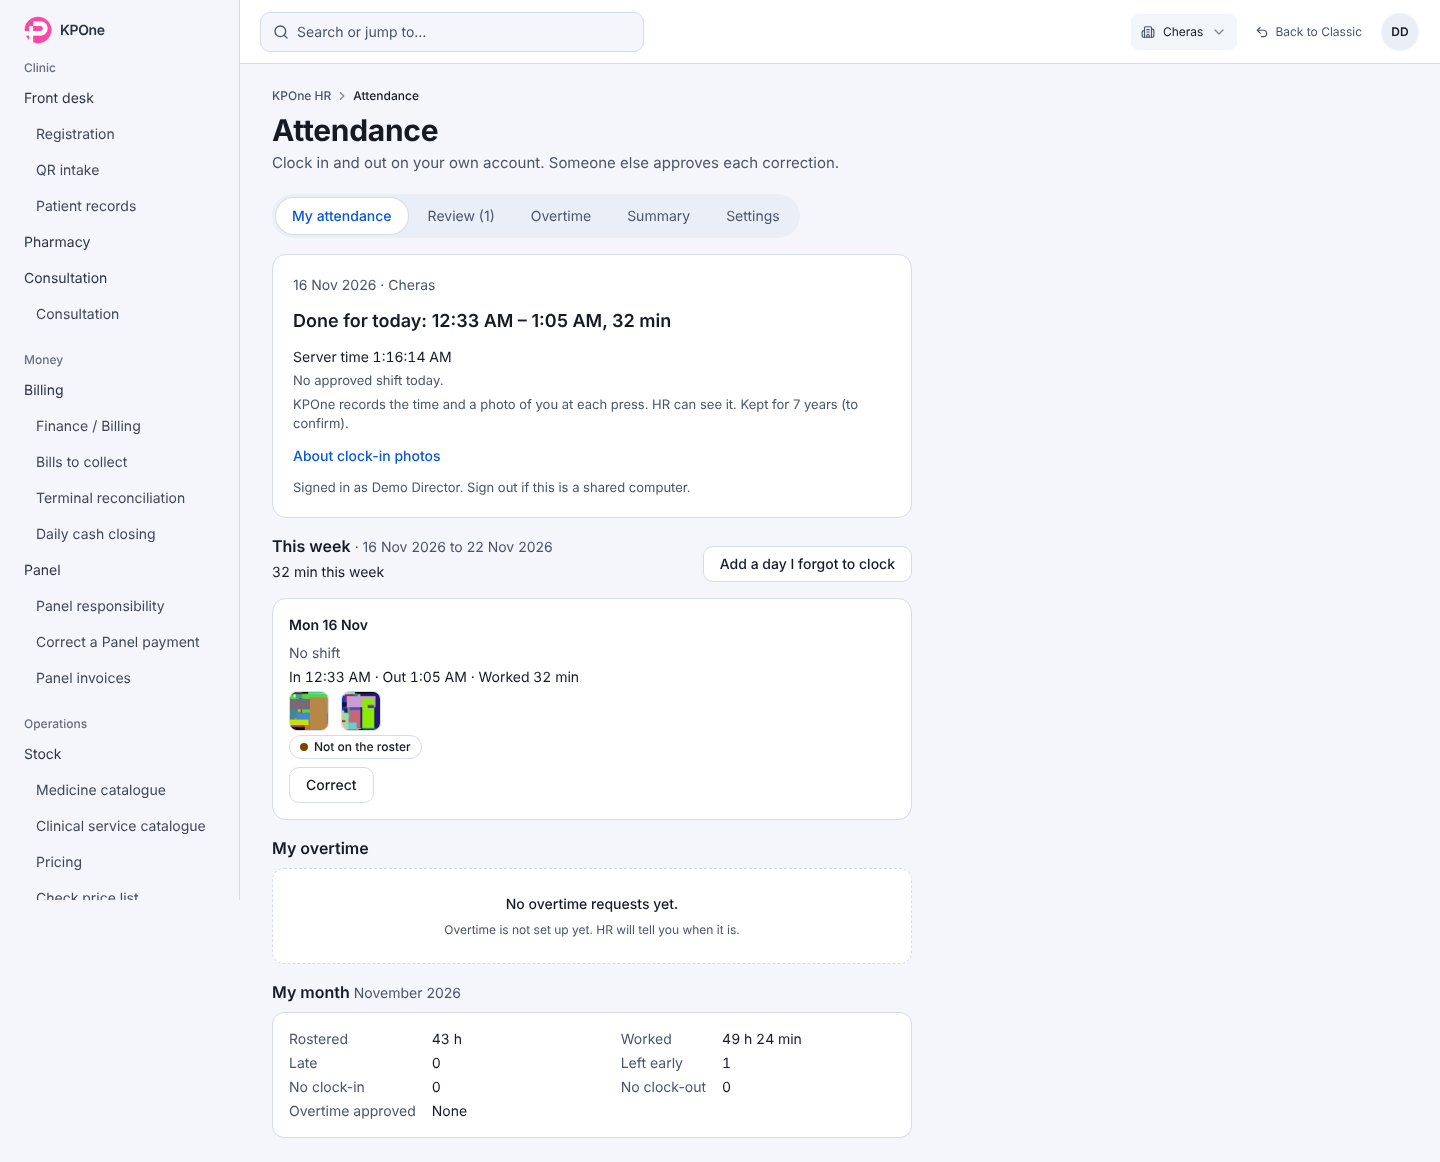 KPOne
Clinic
Front desk
Registration
QR intake
Patient records
Pharmacy
Consultation
Consultation
Money
Billing
Finance / Billing
Bills to collect
Terminal reconciliation
Daily cash closing
Panel
Panel responsibility
Correct a Panel payment
Panel invoices
Operations
Stock
Medicine catalogue
Clinical service catalogue
Pricing
Check price list
Search or jump to...
Cheras
Back to Classic
DD
KPOne HR > Attendance
Attendance
Clock in and out on your own account. Someone else approves each correction.
My attendance
Review (1)
Overtime
Summary
Settings
16 Nov 2026 · Cheras
Done for today: 12:33 AM – 1:05 AM, 32 min
Server time 1:16:14 AM
No approved shift today.
KPOne records the time and a photo of you at each press. HR can see it. Kept for 7 years (to
confirm).
About clock-in photos
Signed in as Demo Director. Sign out if this is a shared computer.
This week · 16 Nov 2026 to 22 Nov 2026
32 min this week
Add a day I forgot to clock
Mon 16 Nov
No shift
In 12:33 AM · Out 1:05 AM · Worked 32 min
Not on the roster
Correct
My overtime
No overtime requests yet.
Overtime is not set up yet. HR will tell you when it is.
My month November 2026
Rostered 43 h Worked 49 h 24 min
Late 0 Left early 1
No clock-in 0 No clock-out 0
Overtime approved None